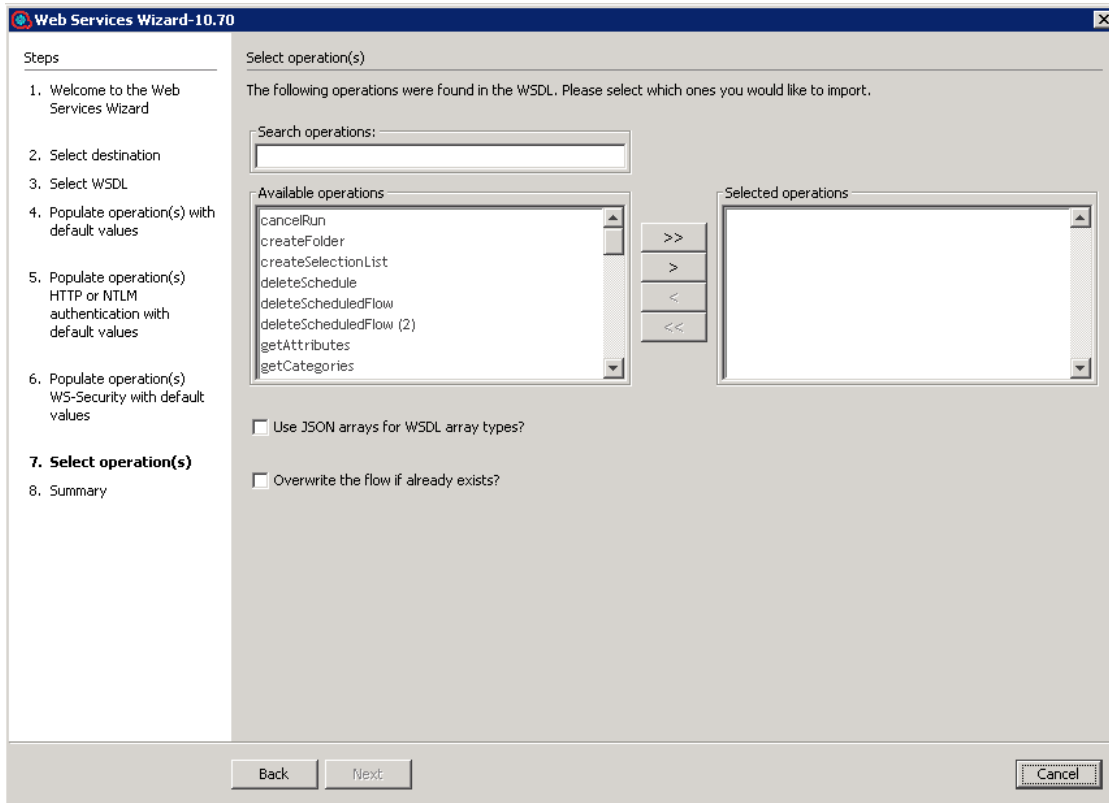 Web Services Wizard-10.70
Steps
1. Welcome to the Web
Services Wizard
2. Select destination
3. Select WSDL
4. Populate operation(s) with
default values
5. Populate operation(s)
HTTP or NTLM
authentication with
default values
6. Populate operation(s)
WS-Security with default
values
7. Select operation(s)
8. Summary
Select operation(s)
The following operations were found in the WSDL. Please select which ones you would like to import.
Search operations:
Available operations
cancelRun
createFolder
createSelectionList
deleteSchedule
deleteScheduledFlow
deleteScheduledFlow (2)
getAttributes
getCategories
>>
>
<
<<
Selected operations
Use JSON arrays for WSDL array types?
Overwrite the flow if already exists?
Back
Next
Cancel